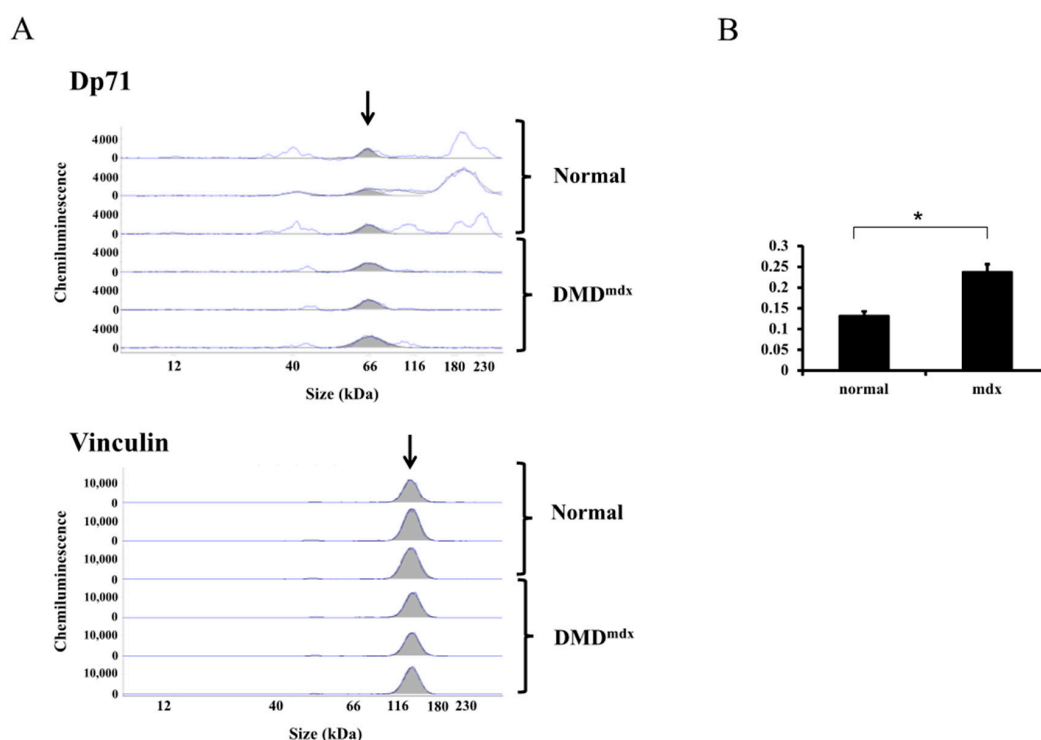 A
Dp71
Chemiluminescence
4000
0
4000
0
4000
0
4000
0
4000
0
4000
0
Normal
DMDmdx
12 40 66 116 180 230
Size (kDa)
Vinculin
Chemiluminescence
10,000
0
10,000
0
10,000
0
10,000
0
10,000
0
10,000
0
Normal
DMDmdx
12 40 66 116 180 230
Size (kDa)
B
*
0.3
0.25
0.2
0.15
0.1
0.05
0
normal mdx